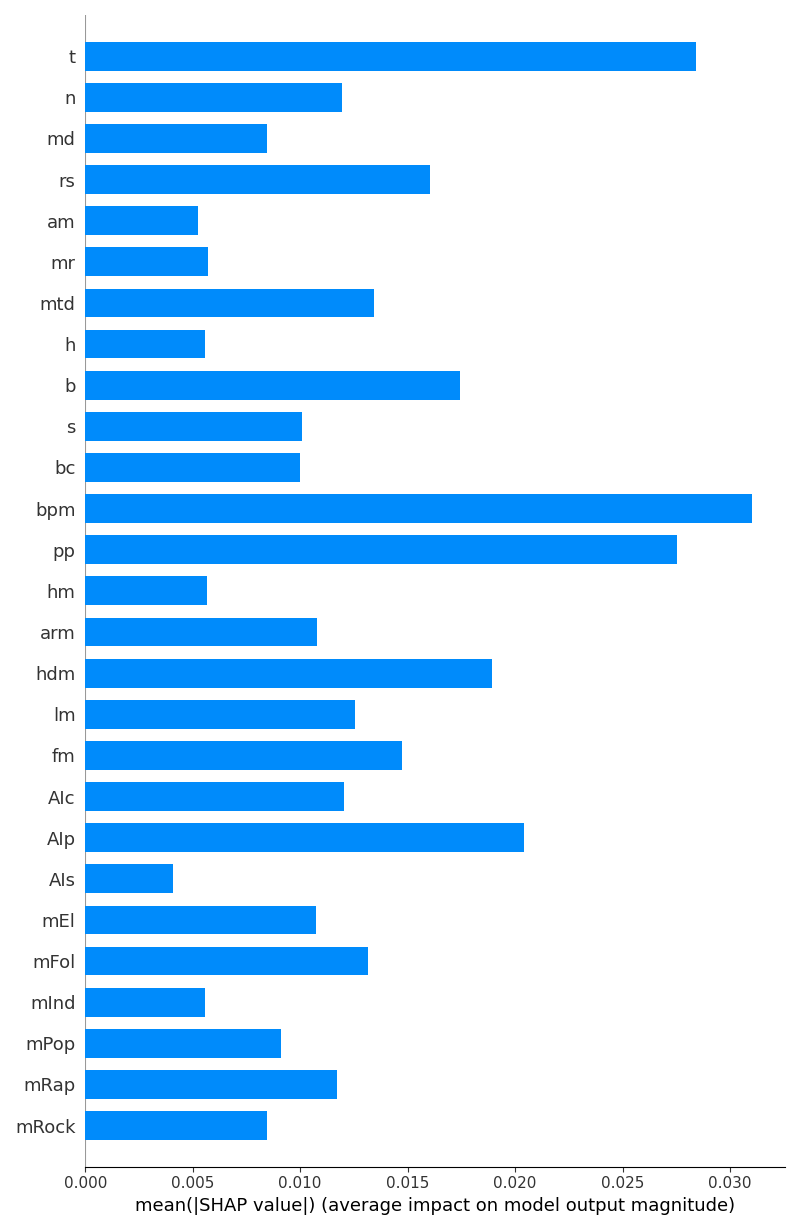 t
n
md
rs
am
mr
mtd
h
b
s
bc
bpm
pp
hm
arm
hdm
lm
fm
AIc
AIp
AIs
mEl
mFol
mInd
mPop
mRap
mRock
0.000 0.005 0.010 0.015 0.020 0.025 0.030
mean(|SHAP value|) (average impact on model output magnitude)